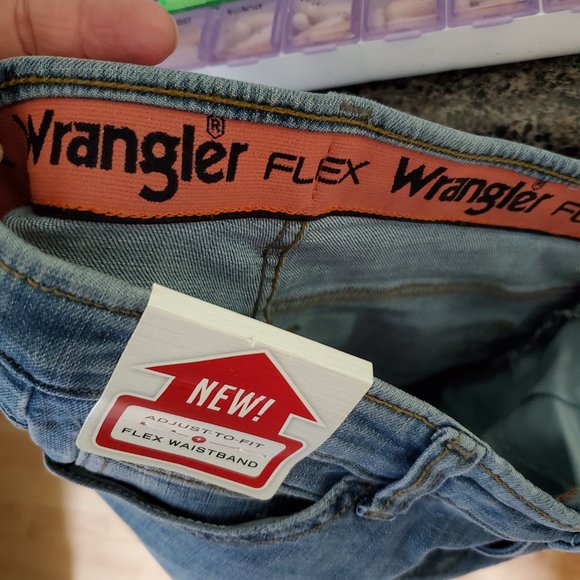 Wrangler® FLEX Wrangler®
NEW!
ADJUST-TO-FIT
FLEX WAISTBAND